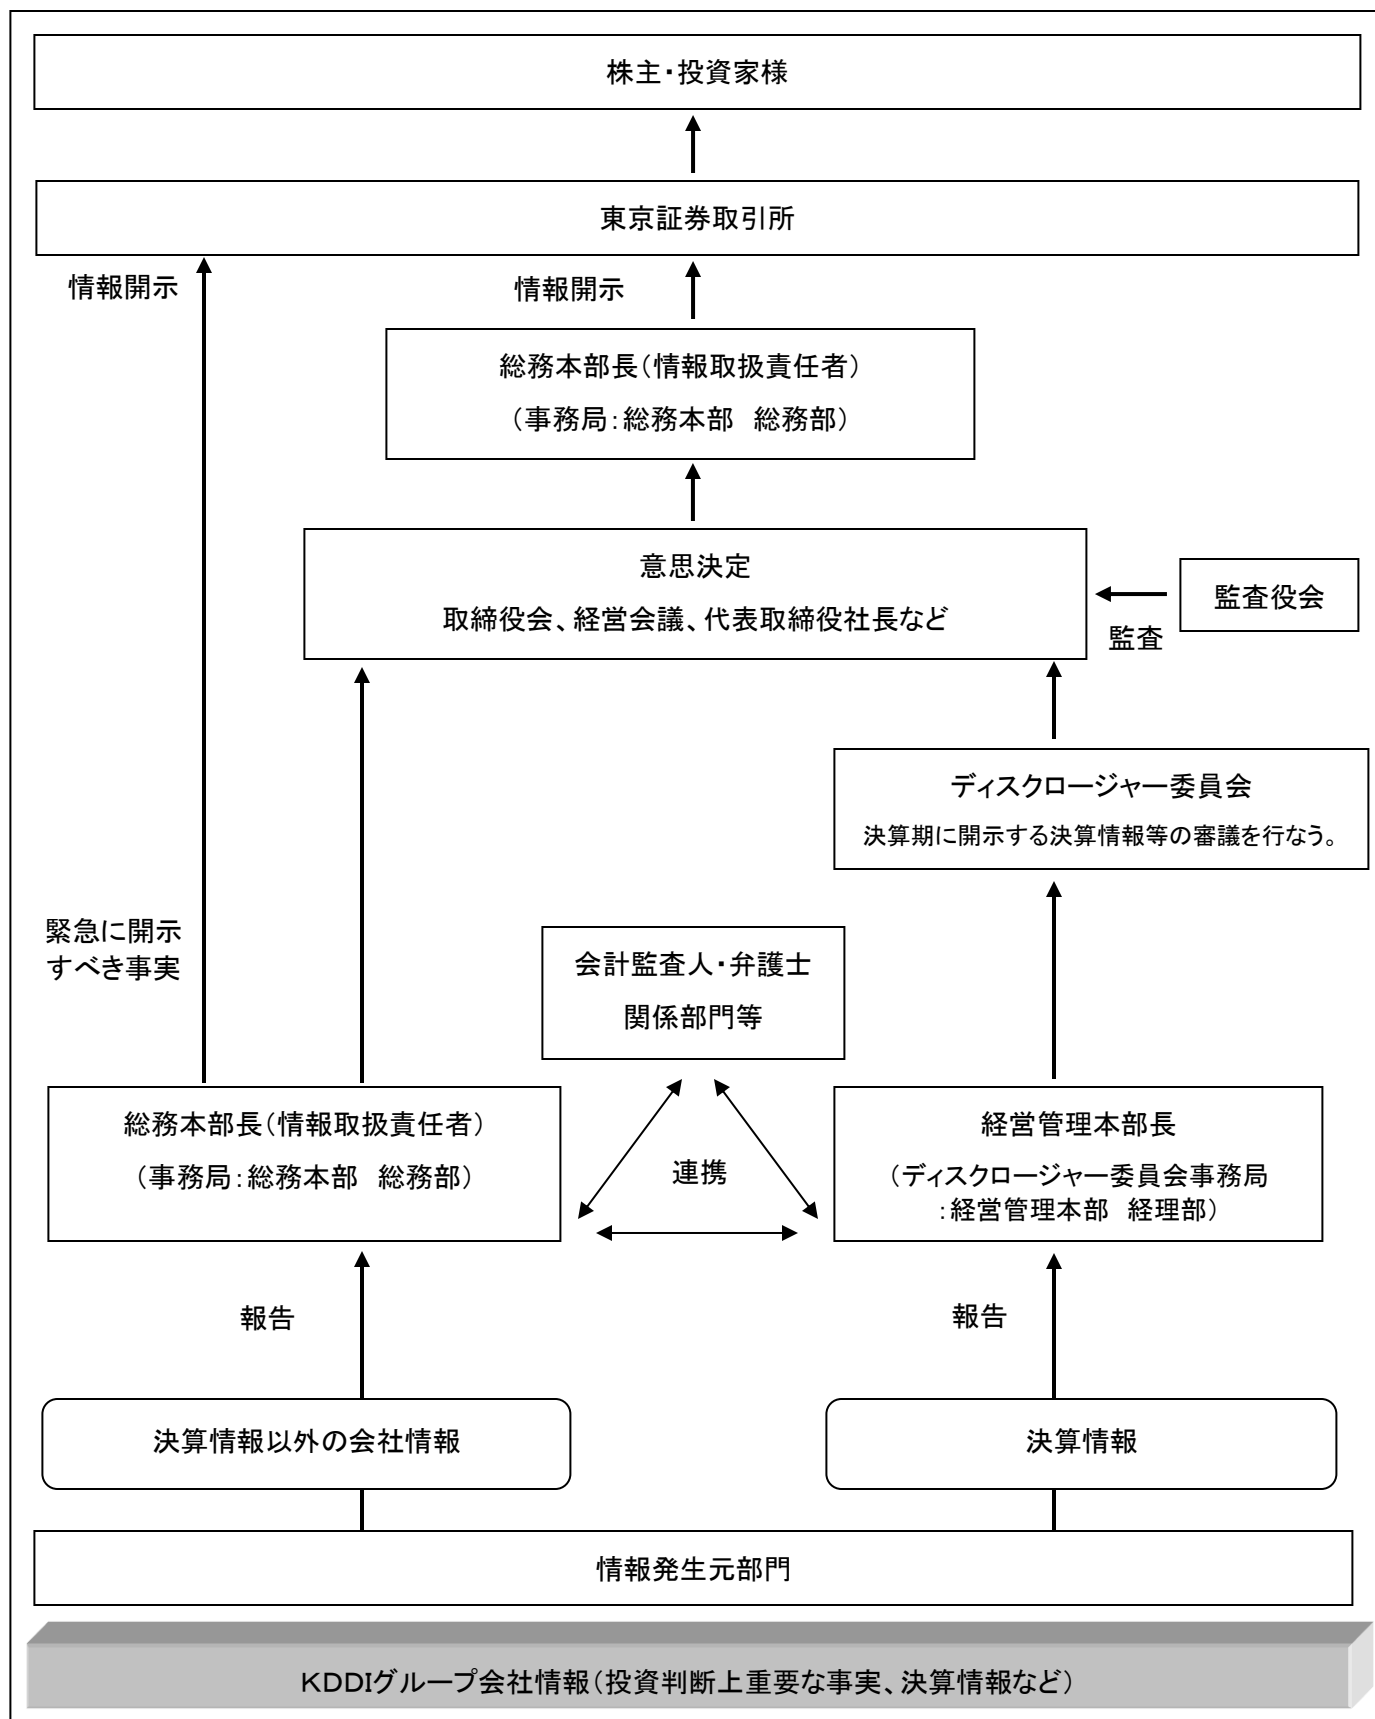 株主・投資家様
東京証券取引所
情報開示
情報開示
総務本部長（情報取扱責任者）
（事務局：総務本部　総務部）
意思決定
取締役会、経営会議、代表取締役社長など
監査役会
監査
ディスクロージャー委員会
決算期に開示する決算情報等の審議を行なう。
緊急に開示
すべき事実
会計監査人・弁護士
関係部門等
総務本部長（情報取扱責任者）
（事務局：総務本部　総務部）
連携
経営管理本部長
（ディスクロージャー委員会事務局
：経営管理本部　経理部）
報告
報告
決算情報以外の会社情報
決算情報
情報発生元部門
KDDIグループ会社情報（投資判断上重要な事実、決算情報など）